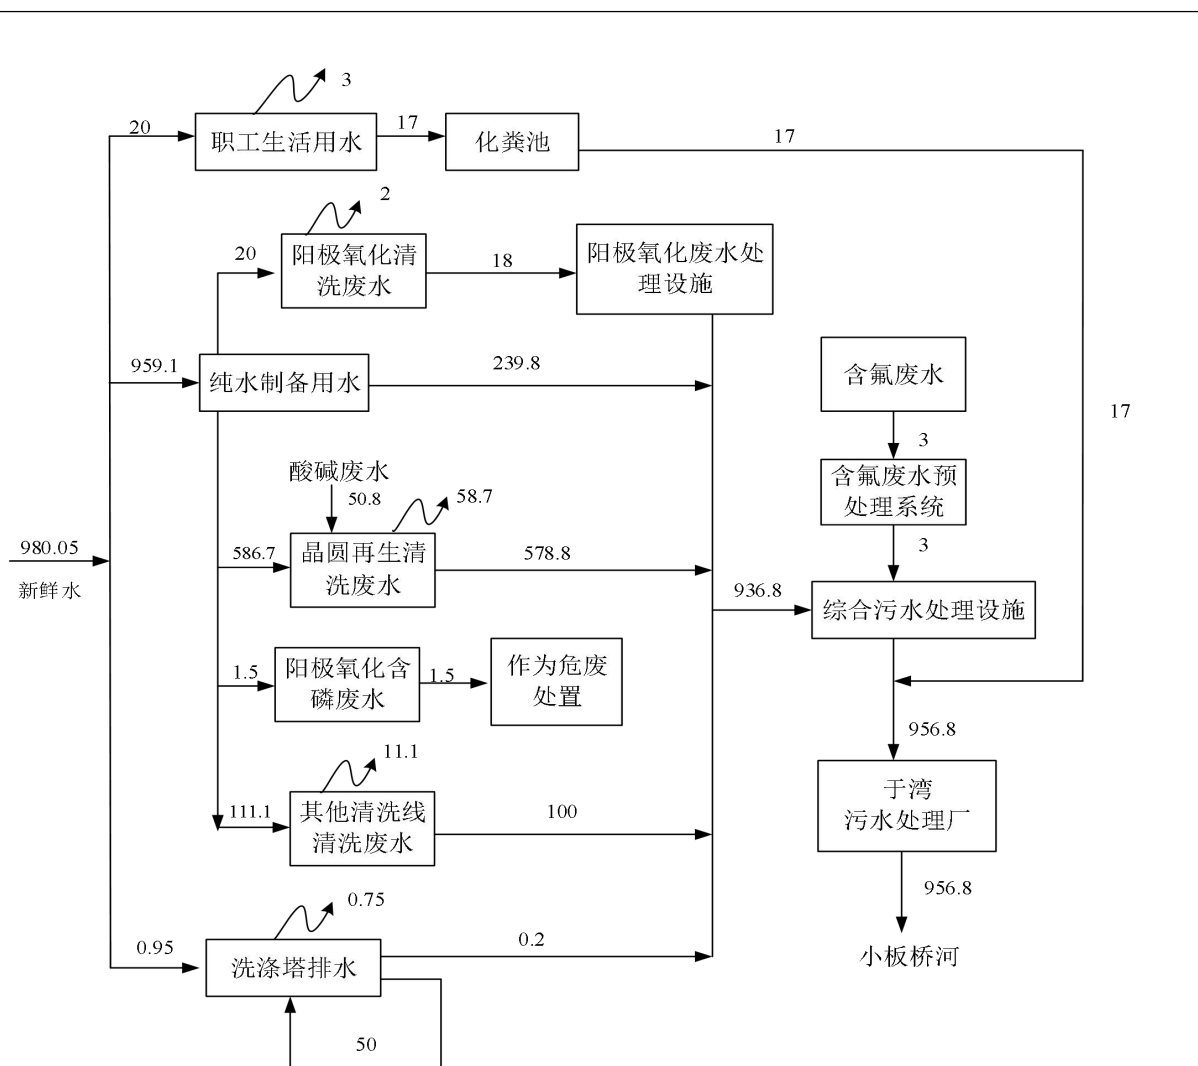 3
20
职工生活用水
17
化粪池
17
2
20
阳极氧化清
洗废水
18
阳极氧化废水处
理设施
959.1
纯水制备用水
239.8
含氟废水
17
3
酸碱废水
50.8
58.7
含氟废水预
处理系统
980.05
新鲜水
586.7
晶圆再生清
洗废水
578.8
3
936.8
综合污水处理设施
1.5
阳极氧化含
磷废水
1.5
作为危废
处置
956.8
11.1
111.1
其他清洗线
清洗废水
100
于湾
污水处理厂
956.8
0.75
0.95
洗涤塔排水
0.2
小板桥河
50